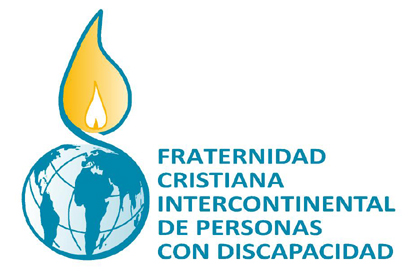 FRATERNIDAD
CRISTIANA
INTERCONTINENTAL
DE PERSONAS
CON DISCAPACIDAD